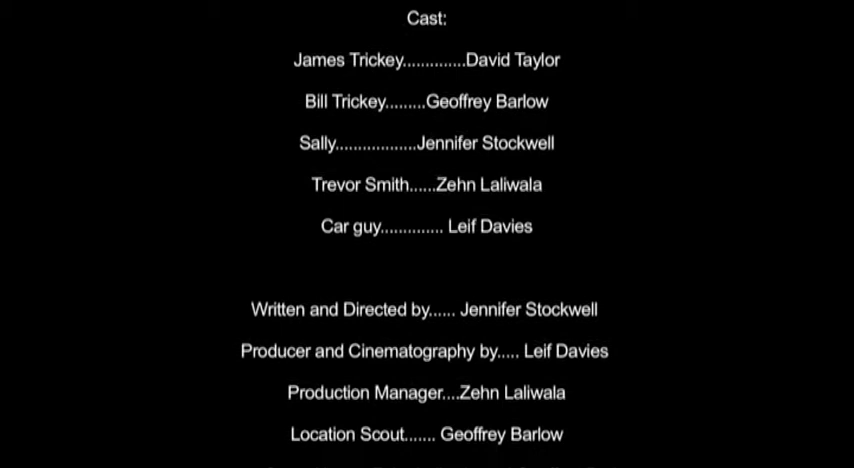 Cast:
James Trickey..............David Taylor
Bill Trickey.........Geoffrey Barlow
Sally..................Jennifer Stockwell
Trevor Smith......Zehn Laliwala
Car guy.............. Leif Davies
Written and Directed by...... Jennifer Stockwell
Producer and Cinematography by..... Leif Davies
Production Manager....Zehn Laliwala
Location Scout....... Geoffrey Barlow